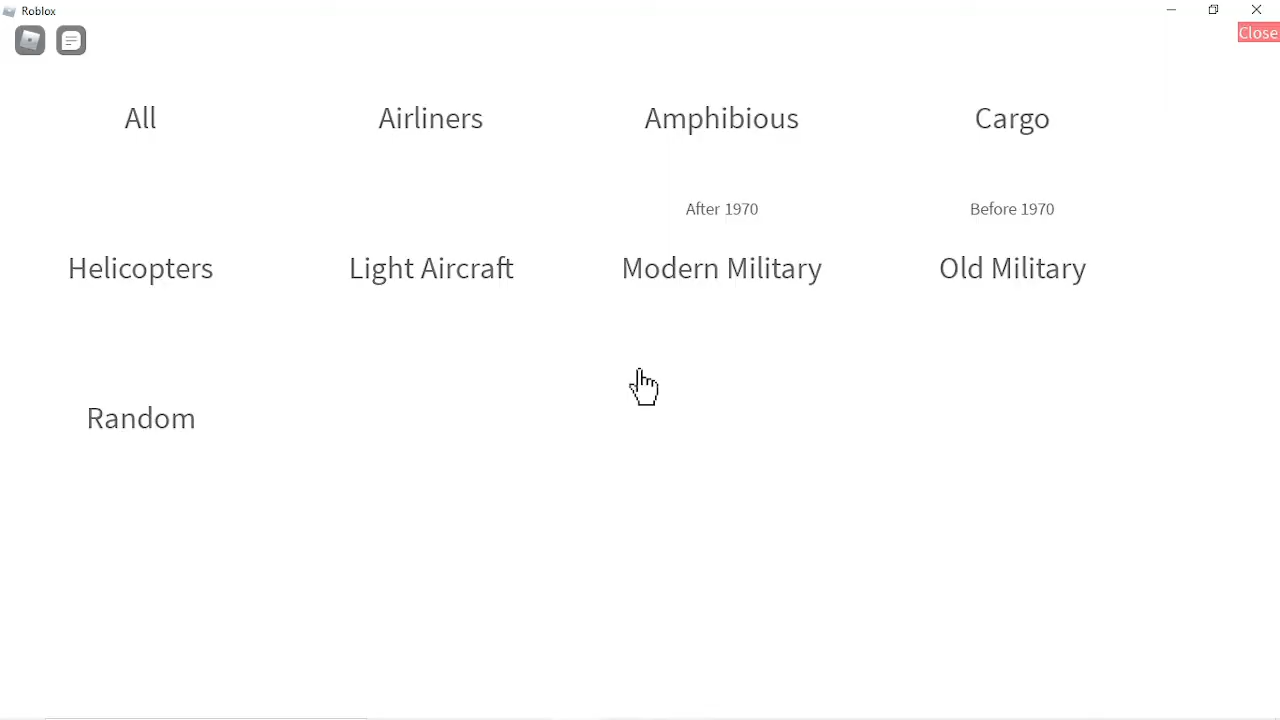 Roblox
Close
All
Airliners
Amphibious
Cargo
After 1970
Before 1970
Helicopters
Light Aircraft
Modern Military
Old Military
Random